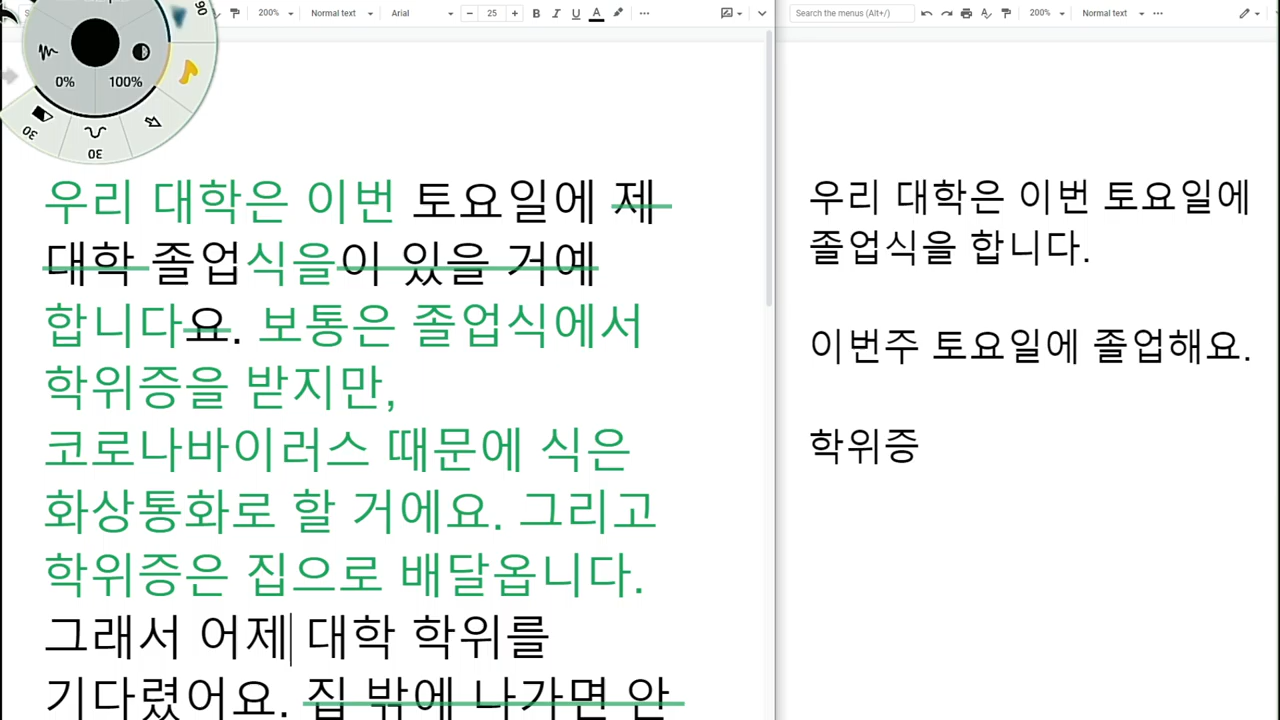 200% Normal text Arial 25 B I U A
Search the menus (Alt+/) 200% Normal text
90
0% 100%
30
30
우리 대학은 이번 토요일에 제
대학 졸업식을이 있을 거예
합니다요. 보통은 졸업식에서
학위증을 받지만,
코로나바이러스 때문에 식은
화상통화로 할 거에요. 그리고
학위증은 집으로 배달옵니다.
그래서 어제 대학 학위를
기다렸어요. 집 밖에 나가면 안
우리 대학은 이번 토요일에
졸업식을 합니다.
이번주 토요일에 졸업해요.
학위증